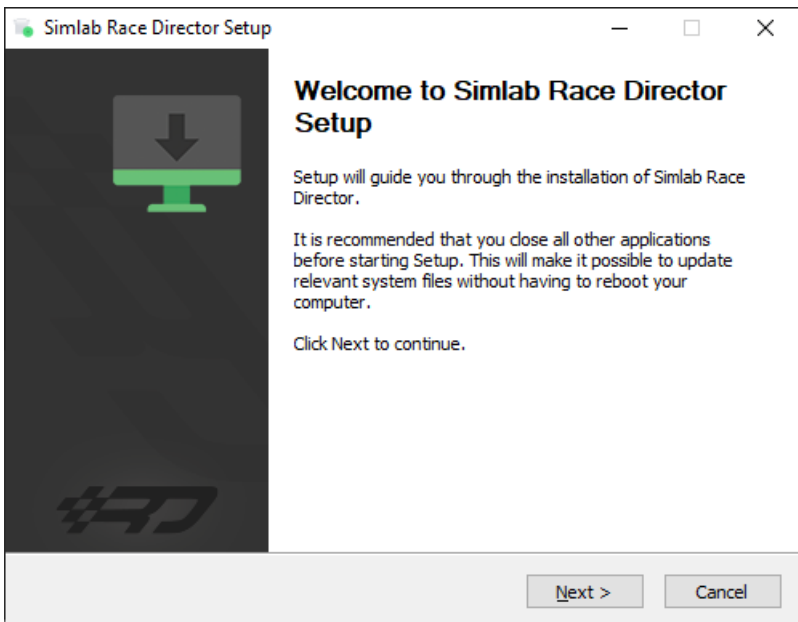 Simlab Race Director Setup
Welcome to Simlab Race Director
Setup
Setup will guide you through the installation of Simlab Race
Director.
It is recommended that you close all other applications
before starting Setup. This will make it possible to update
relevant system files without having to reboot your
computer.
Click Next to continue.
RD
Next >
Cancel